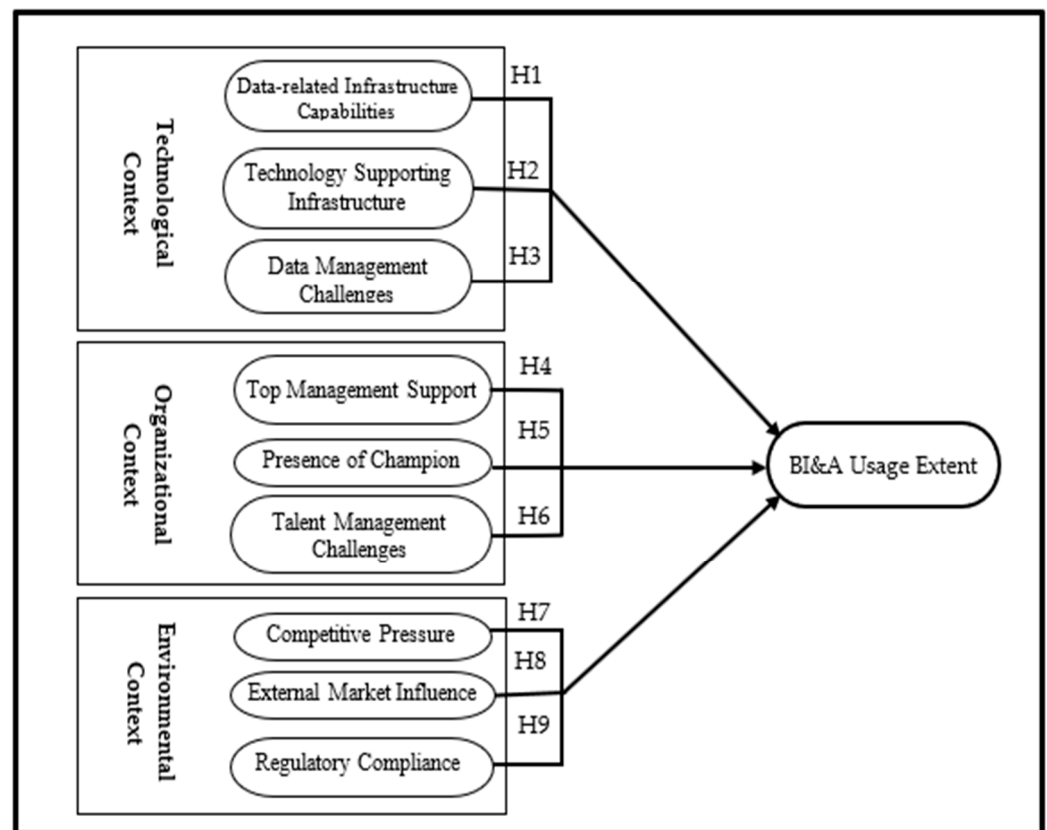 Technological
Context
Data-related Infrastructure
Capabilities
H1
Technology Supporting
Infrastructure
H2
Data Management
Challenges
H3
Organizational
Context
Top Management Support
H4
Presence of Champion
H5
Talent Management
Challenges
H6
Environmental
Context
Competitive Pressure
H7
External Market Influence
H8
Regulatory Compliance
H9
BI&A Usage Extent